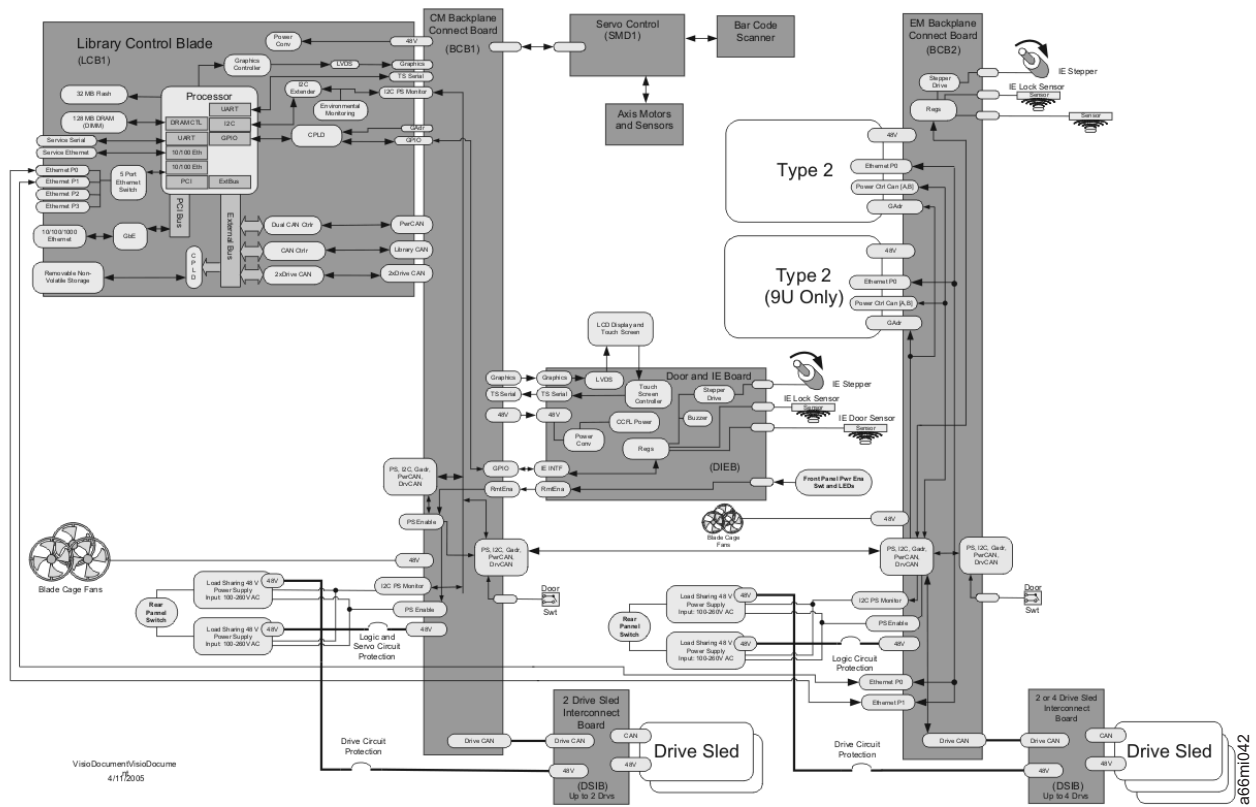 Library Control Blade
(LCB1)
Power
Conv
48V
Graphics
Controller
LVDS
Graphics
TS Serial
I2C
Extender
I2C PS Monitor
Environmental
Monitoring
32 MB Flash
Processor
UART
128 MB DRAM
(DIMM)
DRAM CTL
I2C
UART
GPIO
CPLD
GAdr
GPIO
Service Serial
Service Ethernet
10/100 Eth
10/100 Eth
Ethernet P0
Ethernet P1
Ethernet P2
Ethernet P3
5 Port
Ethernet
Switch
PCI
ExtBus
PCI Bus
External Bus
10/100/1000
Ethernet
GbE
Dual CAN Ctrlr
PwrCAN
CAN Ctrlr
Library CAN
C
P
L
D
2xDrive CAN
2xDrive CAN
Removable Non-
Volatile Storage
CM Backplane
Connect Board
(BCB1)
Servo Control
(SMD1)
Bar Code
Scanner
Axis Motors
and Sensors
EM Backplane
Connect Board
(BCB2)
Stepper
Drive
Regs
IE Stepper
IE Lock Sensor
Sensor
Sensor
Type 2
48V
Ethernet P0
Power Ctrl Can [A,B]
GAdr
Type 2
(9U Only)
48V
Ethernet P0
Power Ctrl Can [A,B]
GAdr
LCD Display and
Touch Screen
Graphics
Graphics
LVDS
Door and IE Board
TS Serial
TS Serial
Touch
Screen
Controller
Stepper
Drive
IE Stepper
48V
48V
CCFL Power
Buzzer
IE Lock Sensor
Sensor
Power
Conv
Regs
IE Door Sensor
Sensor
(DIEB)
GPIO
IE INTF
RmtEna
RmtEna
Front Panel Pwr Ena
Swt and LEDs
PS, I2C, Gadr,
PwrCAN,
DrvCAN
PS Enable
Blade Cage
Fans
48V
PS, I2C, Gadr,
PwrCAN,
DrvCAN
PS, I2C, Gadr,
PwrCAN,
DrvCAN
PS, I2C, Gadr,
PwrCAN,
DrvCAN
Blade Cage Fans
48V
Load Sharing 48 V
Power Supply
Input: 100-260V AC
48V
I2C PS Monitor
Rear
Pannel
Switch
PS Enable
Load Sharing 48 V
Power Supply
Input: 100-260V AC
48V
48V
Logic and
Servo Circuit
Protection
Door
Swt
Load Sharing 48 V
Power Supply
Input: 100-260V AC
48V
I2C PS Monitor
Rear
Pannel
Switch
PS Enable
Load Sharing 48 V
Power Supply
Input: 100-260V AC
48V
48V
Logic Circuit
Protection
Door
Swt
Ethernet P0
Ethernet P1
2 Drive Sled
Interconnect
Board
Drive CAN
Drive CAN
CAN
Drive Sled
48V
48V
(DSIB)
Up to 2 Drvs
Drive Circuit
Protection
Drive Circuit
Protection
2 or 4 Drive Sled
Interconnect
Board
Drive CAN
Drive CAN
CAN
Drive Sled
48V
48V
(DSIB)
Up to 4 Drvs
VisioDocumentVisioDocume
4/11/2005
a66mi042